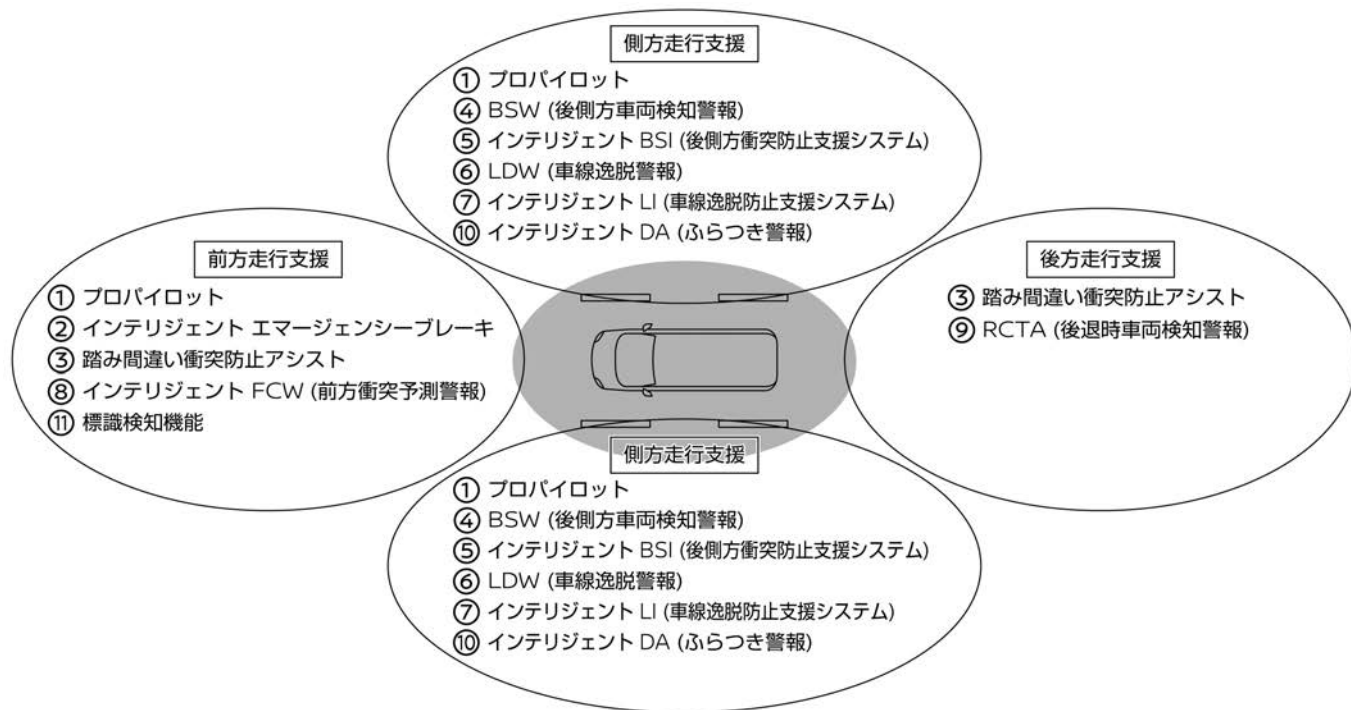 側方走行支援
① プロパイロット
④ BSW (後側方車両検知警報)
⑤ インテリジェント BSI (後側方衝突防止支援システム)
⑥ LDW (車線逸脱警報)
⑦ インテリジェント LI (車線逸脱防止支援システム)
⑩ インテリジェント DA (ふらつき警報)
前方走行支援
① プロパイロット
② インテリジェント エマージェンシーブレーキ
③ 踏み間違い衝突防止アシスト
⑧ インテリジェント FCW (前方衝突予測警報)
⑪ 標識検知機能
後方走行支援
③ 踏み間違い衝突防止アシスト
⑨ RCTA (後退時車両検知警報)
側方走行支援
① プロパイロット
④ BSW (後側方車両検知警報)
⑤ インテリジェント BSI (後側方衝突防止支援システム)
⑥ LDW (車線逸脱警報)
⑦ インテリジェント LI (車線逸脱防止支援システム)
⑩ インテリジェント DA (ふらつき警報)